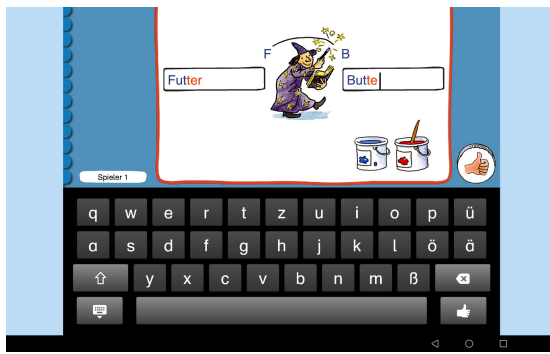 F B
Futter Butte
Spieler 1
q w e r t z u i o p ü
a s d f g h j k l ö ä
y x c v b n m ß